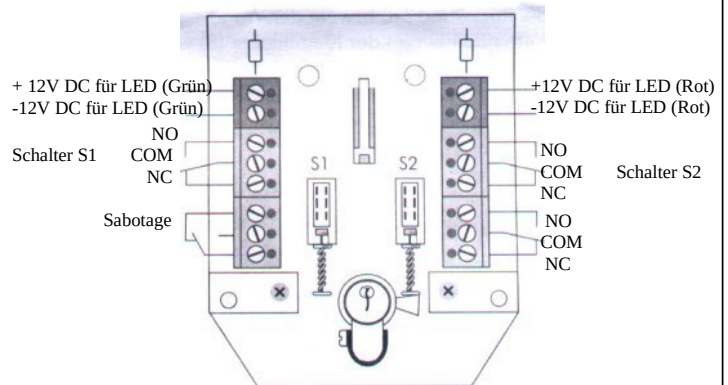 + 12V DC für LED (Grün)
-12V DC für LED (Grün)
NO
Schalter S1 COM
NC
Sabotage
S1
S2
+12V DC für LED (Rot)
-12V DC für LED (Rot)
NO
COM
Schalter S2
NC
NO
COM
NC